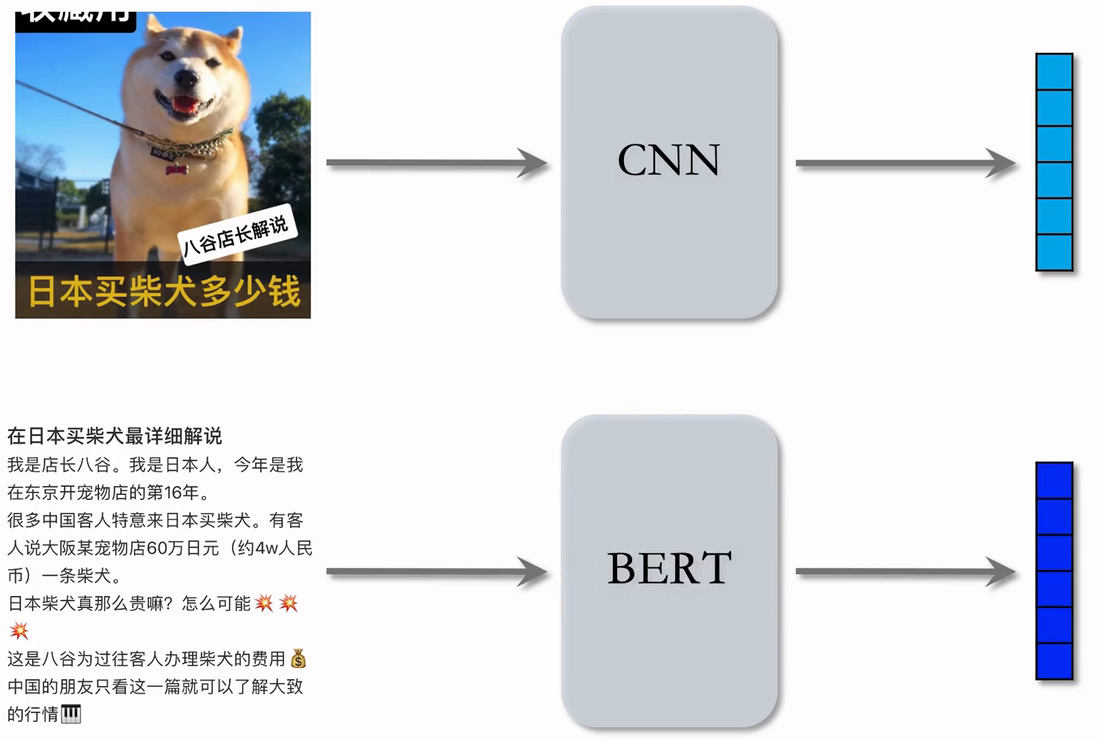 收藏用
八谷店长解说
日本买柴犬多少钱
CNN
在日本买柴犬最详细解说
我是店长八谷。我是日本人，今年是我
在东京开宠物店的第16年。
很多中国客人特意来日本买柴犬。有客
人说大阪某宠物店60万日元（约4w人民
币）一条柴犬。
日本柴犬真那么贵嘛？怎么可能💥💥
💥
这是八谷为过往客人办理柴犬的费用💰
中国的朋友只看这一篇就可以了解大致
的行情🎹
BERT